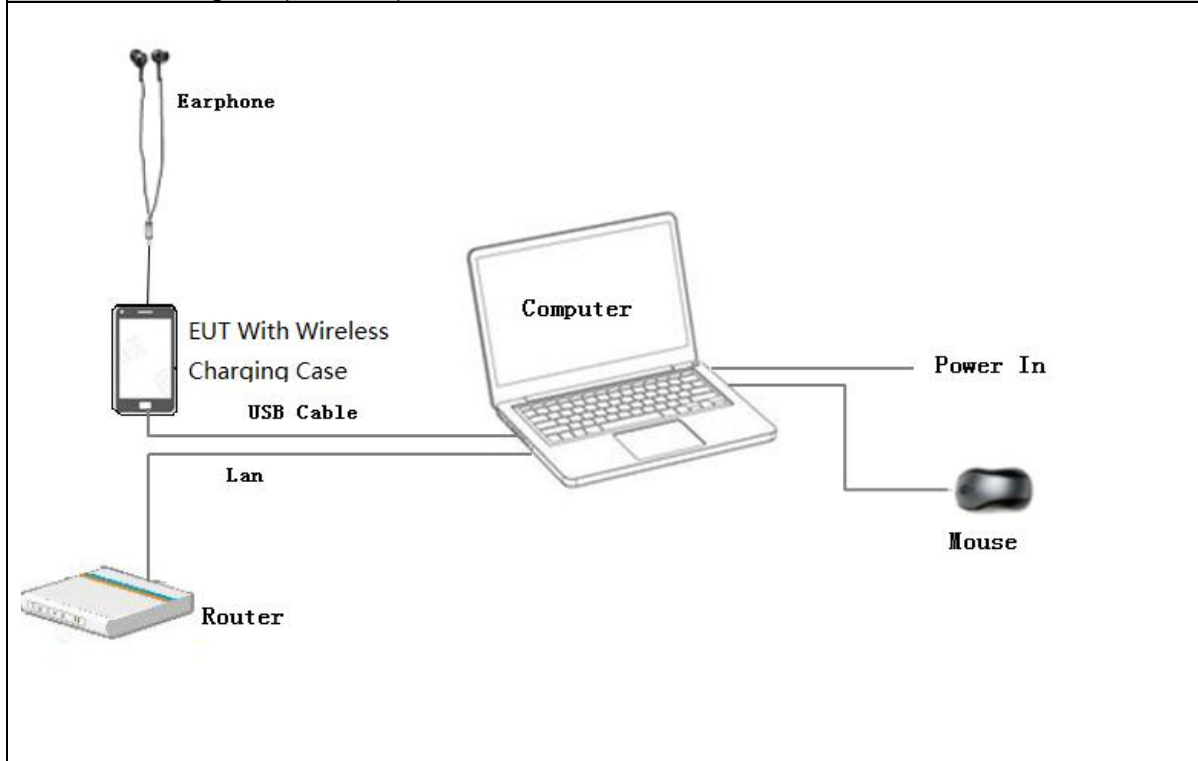 Earphone
EUT With Wireless
Charging Case
USB Cable
Lan
Computer
Power In
Mouse
Router